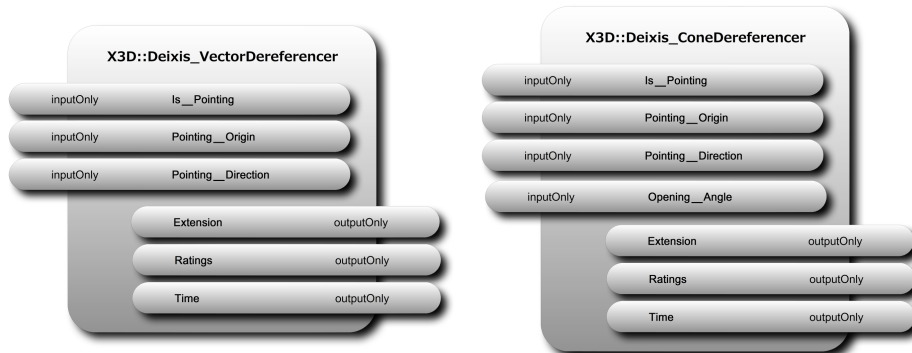 X3D::Deixis_VectorDereferencer
inputOnly Is__Pointing
inputOnly Pointing__Origin
inputOnly Pointing__Direction
Extension outputOnly
Ratings outputOnly
Time outputOnly
X3D::Deixis_ConeDereferencer
inputOnly Is__Pointing
inputOnly Pointing__Origin
inputOnly Pointing__Direction
inputOnly Opening__Angle
Extension outputOnly
Ratings outputOnly
Time outputOnly